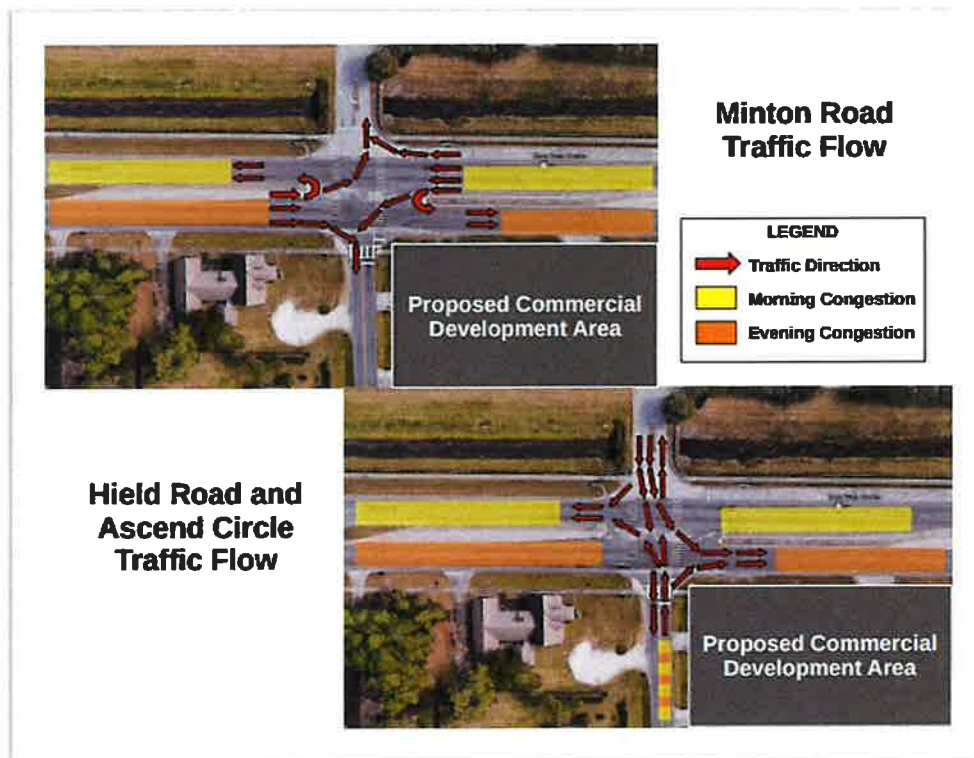 Minton Road
Traffic Flow
LEGEND
Traffic Direction
Morning Congestion
Evening Congestion
Proposed Commercial
Development Area
Hield Road and
Ascend Circle
Traffic Flow
Proposed Commercial
Development Area